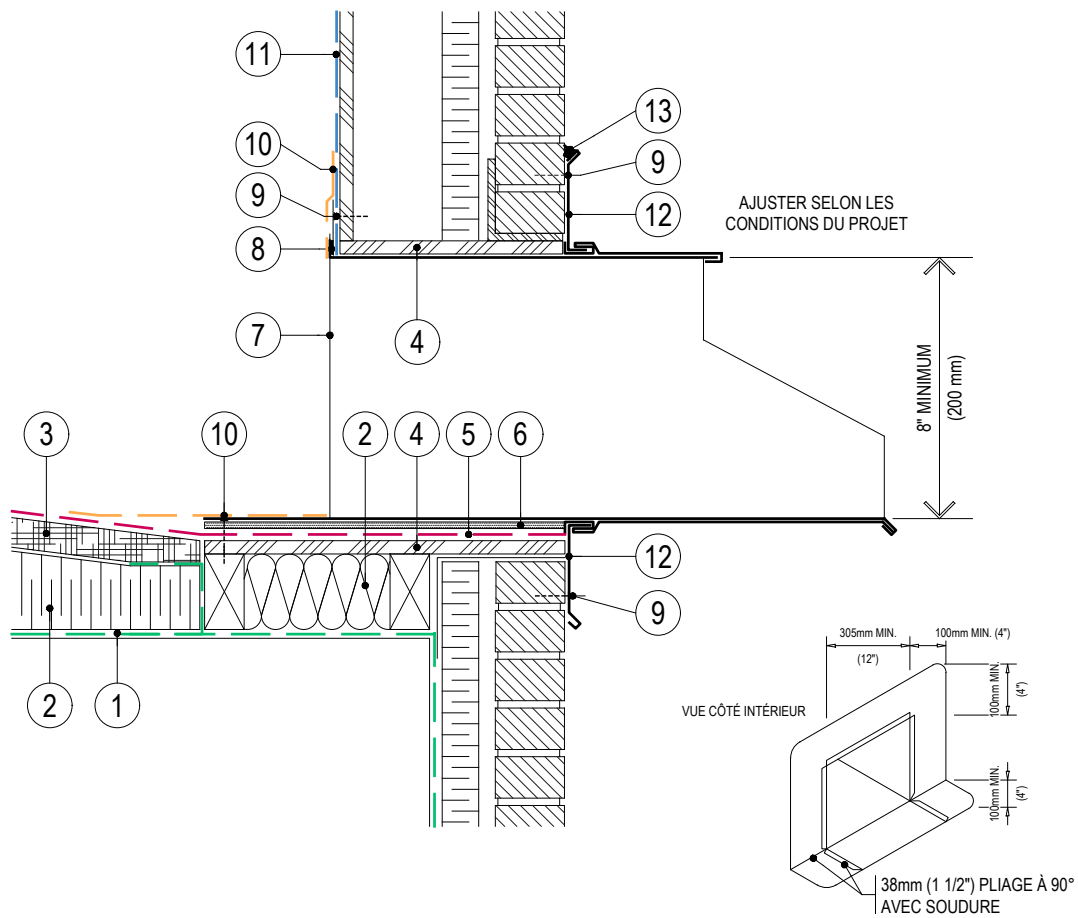 11
10
9
8
7
13
9
12
AJUSTER SELON LES
CONDITIONS DU PROJET
4
8" MINIMUM
(200 mm)
3
10
2
4
5
6
12
9
2
1
305mm MIN.
(12")
100mm MIN. (4")
100mm MIN.
(4")
VUE CÔTÉ INTÉRIEUR
100mm MIN.
(4")
38mm (1 1/2") PLIAGE À 90°
AVEC SOUDURE